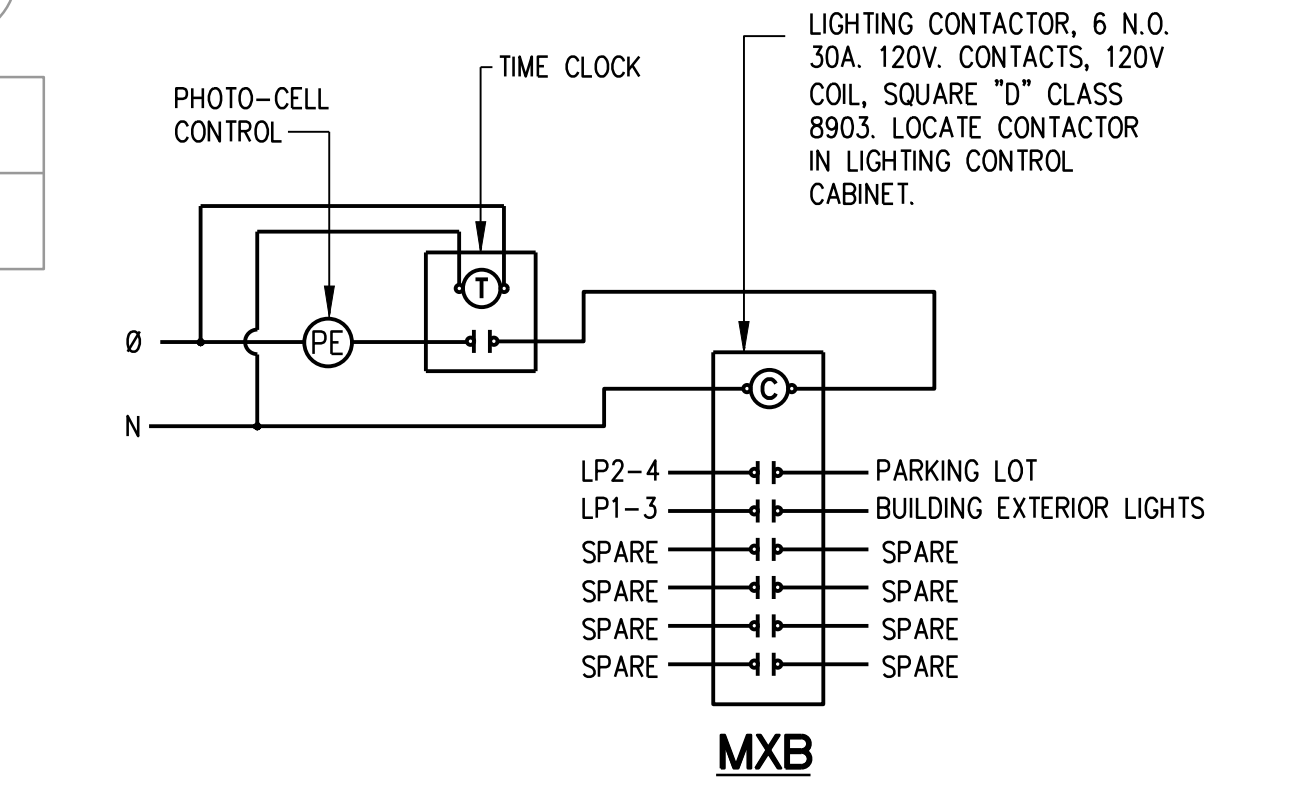 LIGHTING CONTACTOR, 6 N.O.
30A. 120V. CONTACTS, 120V
COIL, SQUARE "D" CLASS
8903. LOCATE CONTACTOR
IN LIGHTING CONTROL
CABINET.
TIME CLOCK
PHOTO-CELL
CONTROL
T
Ø
PE
C
N
LP2-4 PARKING LOT
LP1-3 BUILDING EXTERIOR LIGHTS
SPARE SPARE
SPARE SPARE
SPARE SPARE
SPARE SPARE
MXB